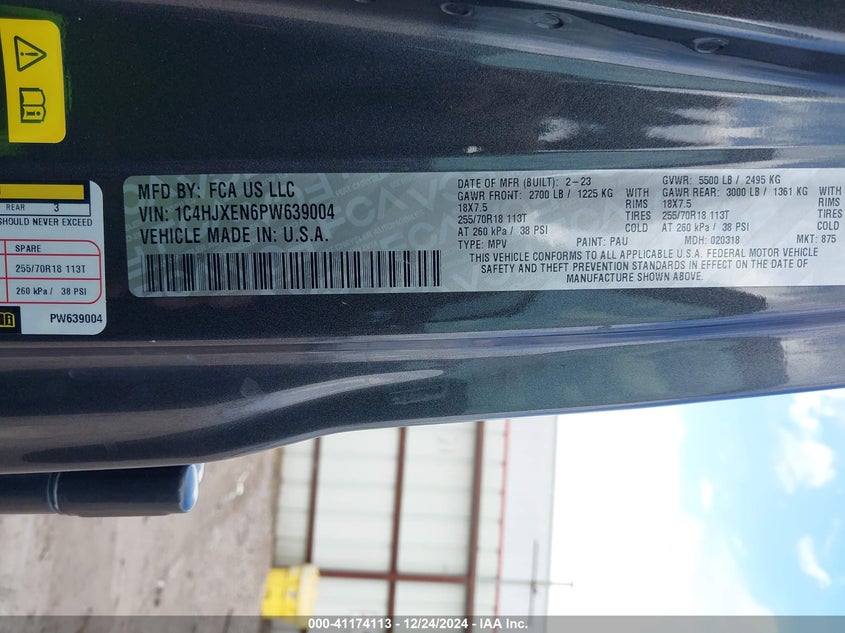 REAR 3
SHOULD NEVER EXCEED
SPARE
255/70R18 113T
260 kPa / 38 PSI
PW639004
MFD BY: FCA US LLC
VIN: 1C4HJXEN6PW639004
VEHICLE MADE IN: U.S.A.
DATE OF MFR (BUILT): 2-23 GVWR: 5500 LB / 2495 KG
GAWR FRONT: 2700 LB / 1225 KG WITH GAWR REAR: 3000 LB / 1361 KG WITH
18X7.5 RIMS 18X7.5 RIMS
255/70R18 113T TIRES 255/70R18 113T TIRES
AT 260 kPa / 38 PSI COLD AT 260 kPa / 38 PSI COLD
TYPE: MPV PAINT: PAU MDH: 020318 MKT: 875
THIS VEHICLE CONFORMS TO ALL APPLICABLE U.S.A. FEDERAL MOTOR VEHICLE
SAFETY AND THEFT PREVENTION STANDARDS IN EFFECT ON THE DATE OF
MANUFACTURE SHOWN ABOVE.
000-41174113 — 12/24/2024 — IAA Inc.